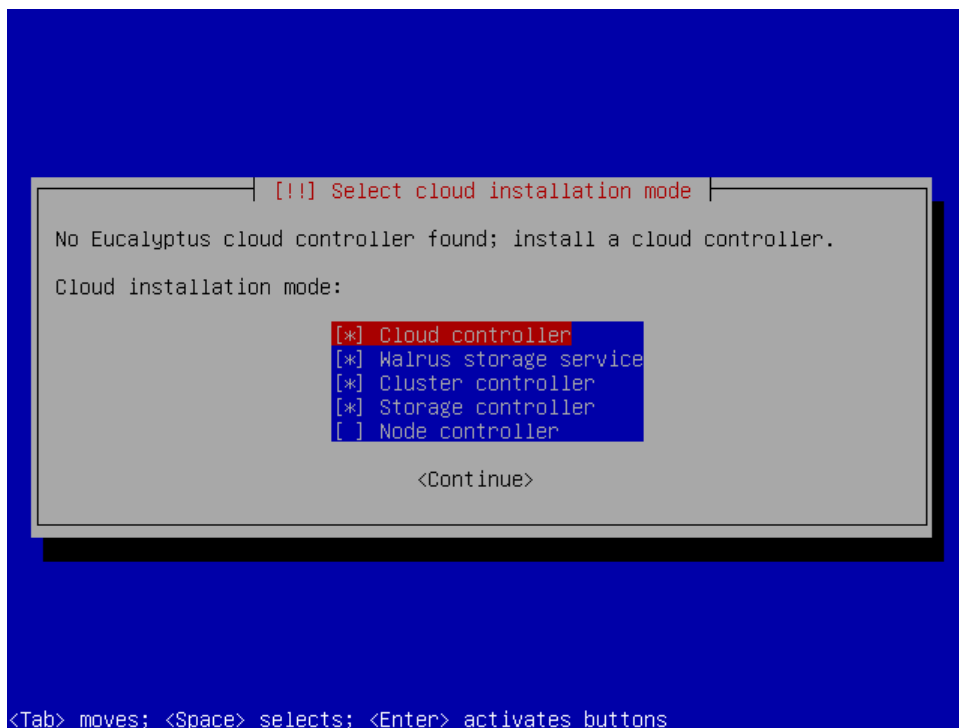 [!!] Select cloud installation mode
No Eucalyptus cloud controller found; install a cloud controller.
Cloud installation mode:
[*] Cloud controller
[*] Walrus storage service
[*] Cluster controller
[*] Storage controller
[ ] Node controller
<Continue>
<Tab> moves; <Space> selects; <Enter> activates buttons